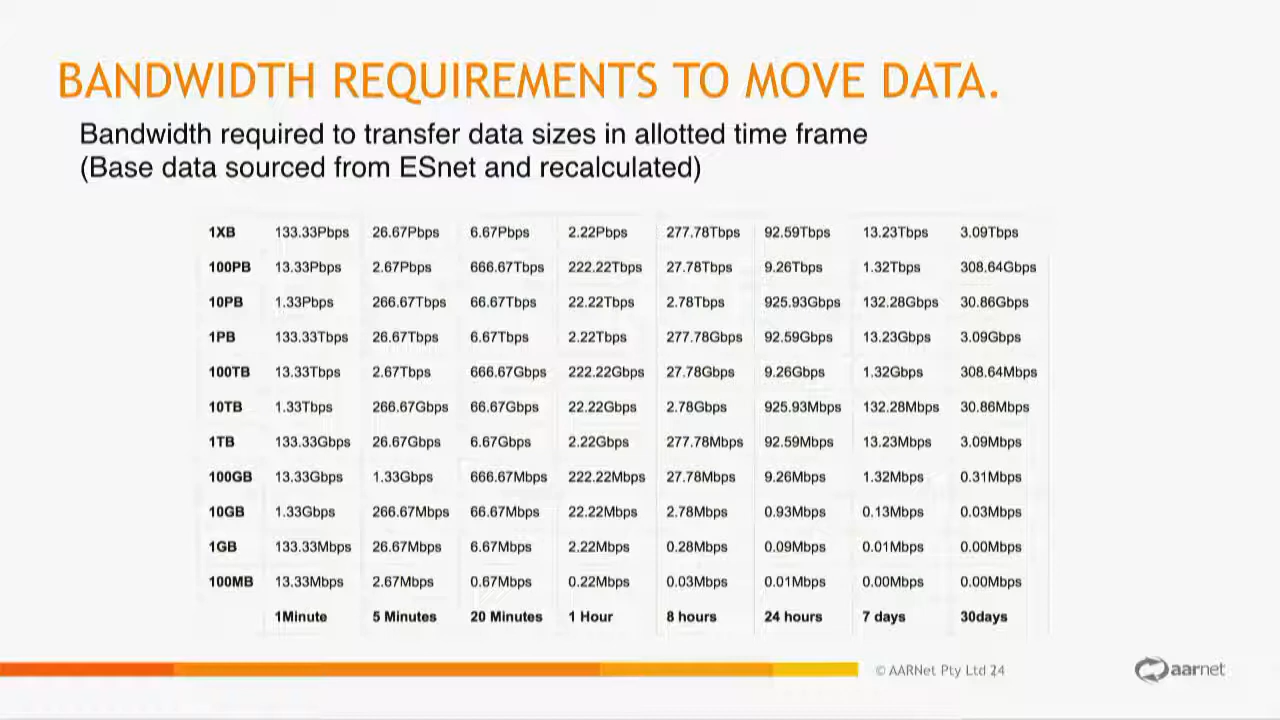 BANDWIDTH REQUIREMENTS TO MOVE DATA.
Bandwidth required to transfer data sizes in allotted time frame
(Base data sourced from ESnet and recalculated)
1XB 133.33Pbps 26.67Pbps 6.67Pbps 2.22Pbps 277.78Tbps 92.59Tbps 13.23Tbps 3.09Tbps
100PB 13.33Pbps 2.67Pbps 666.67Tbps 222.22Tbps 27.78Tbps 9.26Tbps 1.32Tbps 308.64Gbps
10PB 1.33Pbps 266.67Tbps 66.67Tbps 22.22Tbps 2.78Tbps 925.93Gbps 132.28Gbps 30.86Gbps
1PB 133.33Tbps 26.67Tbps 6.67Tbps 2.22Tbps 277.78Gbps 92.59Gbps 13.23Gbps 3.09Gbps
100TB 13.33Tbps 2.67Tbps 666.67Gbps 222.22Gbps 27.78Gbps 9.26Gbps 1.32Gbps 308.64Mbps
10TB 1.33Tbps 266.67Gbps 66.67Gbps 22.22Gbps 2.78Gbps 925.93Mbps 132.28Mbps 30.86Mbps
1TB 133.33Gbps 26.67Gbps 6.67Gbps 2.22Gbps 277.78Mbps 92.59Mbps 13.23Mbps 3.09Mbps
100GB 13.33Gbps 1.33Gbps 666.67Mbps 222.22Mbps 27.78Mbps 9.26Mbps 1.32Mbps 0.31Mbps
10GB 1.33Gbps 266.67Mbps 66.67Mbps 22.22Mbps 2.78Mbps 0.93Mbps 0.13Mbps 0.03Mbps
1GB 133.33Mbps 26.67Mbps 6.67Mbps 2.22Mbps 0.28Mbps 0.09Mbps 0.01Mbps 0.00Mbps
100MB 13.33Mbps 2.67Mbps 0.67Mbps 0.22Mbps 0.03Mbps 0.01Mbps 0.00Mbps 0.00Mbps
1Minute 5 Minutes 20 Minutes 1 Hour 8 hours 24 hours 7 days 30days
© AARNet Pty Ltd 24
aarnet